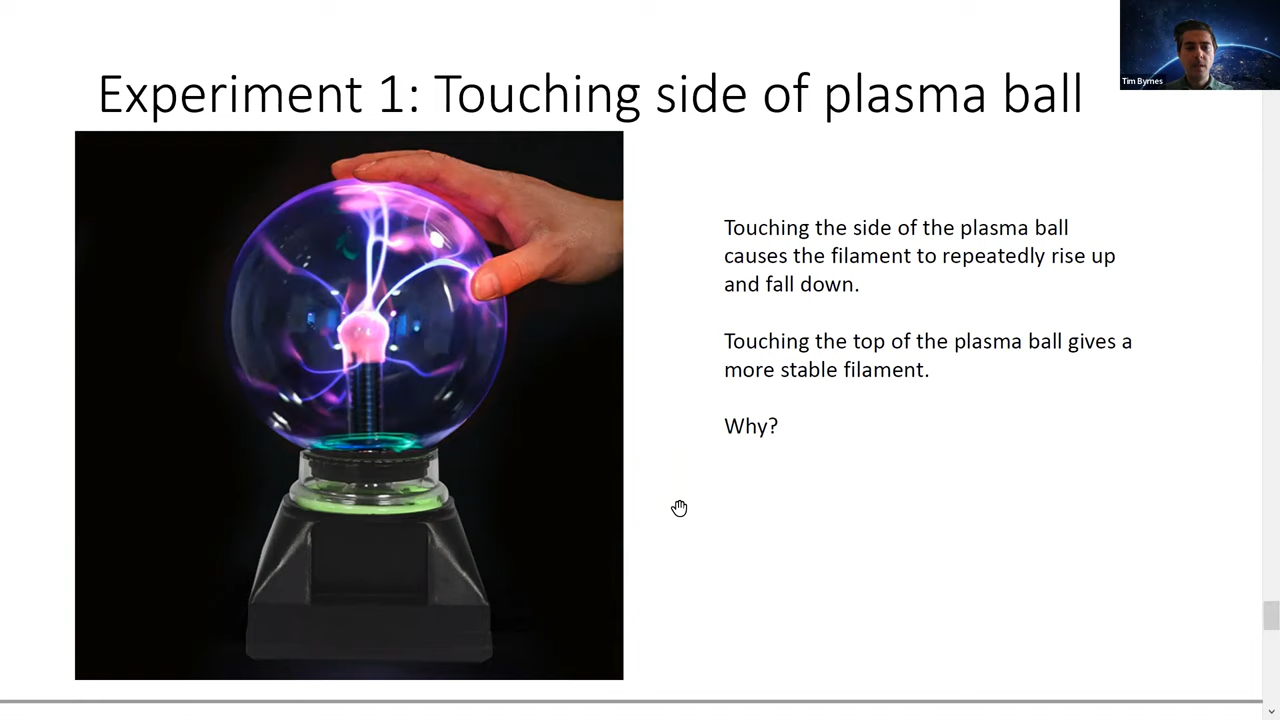 Experiment 1: Touching side of plasma ball
Tim Byrnes
Touching the side of the plasma ball
causes the filament to repeatedly rise up
and fall down.
Touching the top of the plasma ball gives a
more stable filament.
Why?